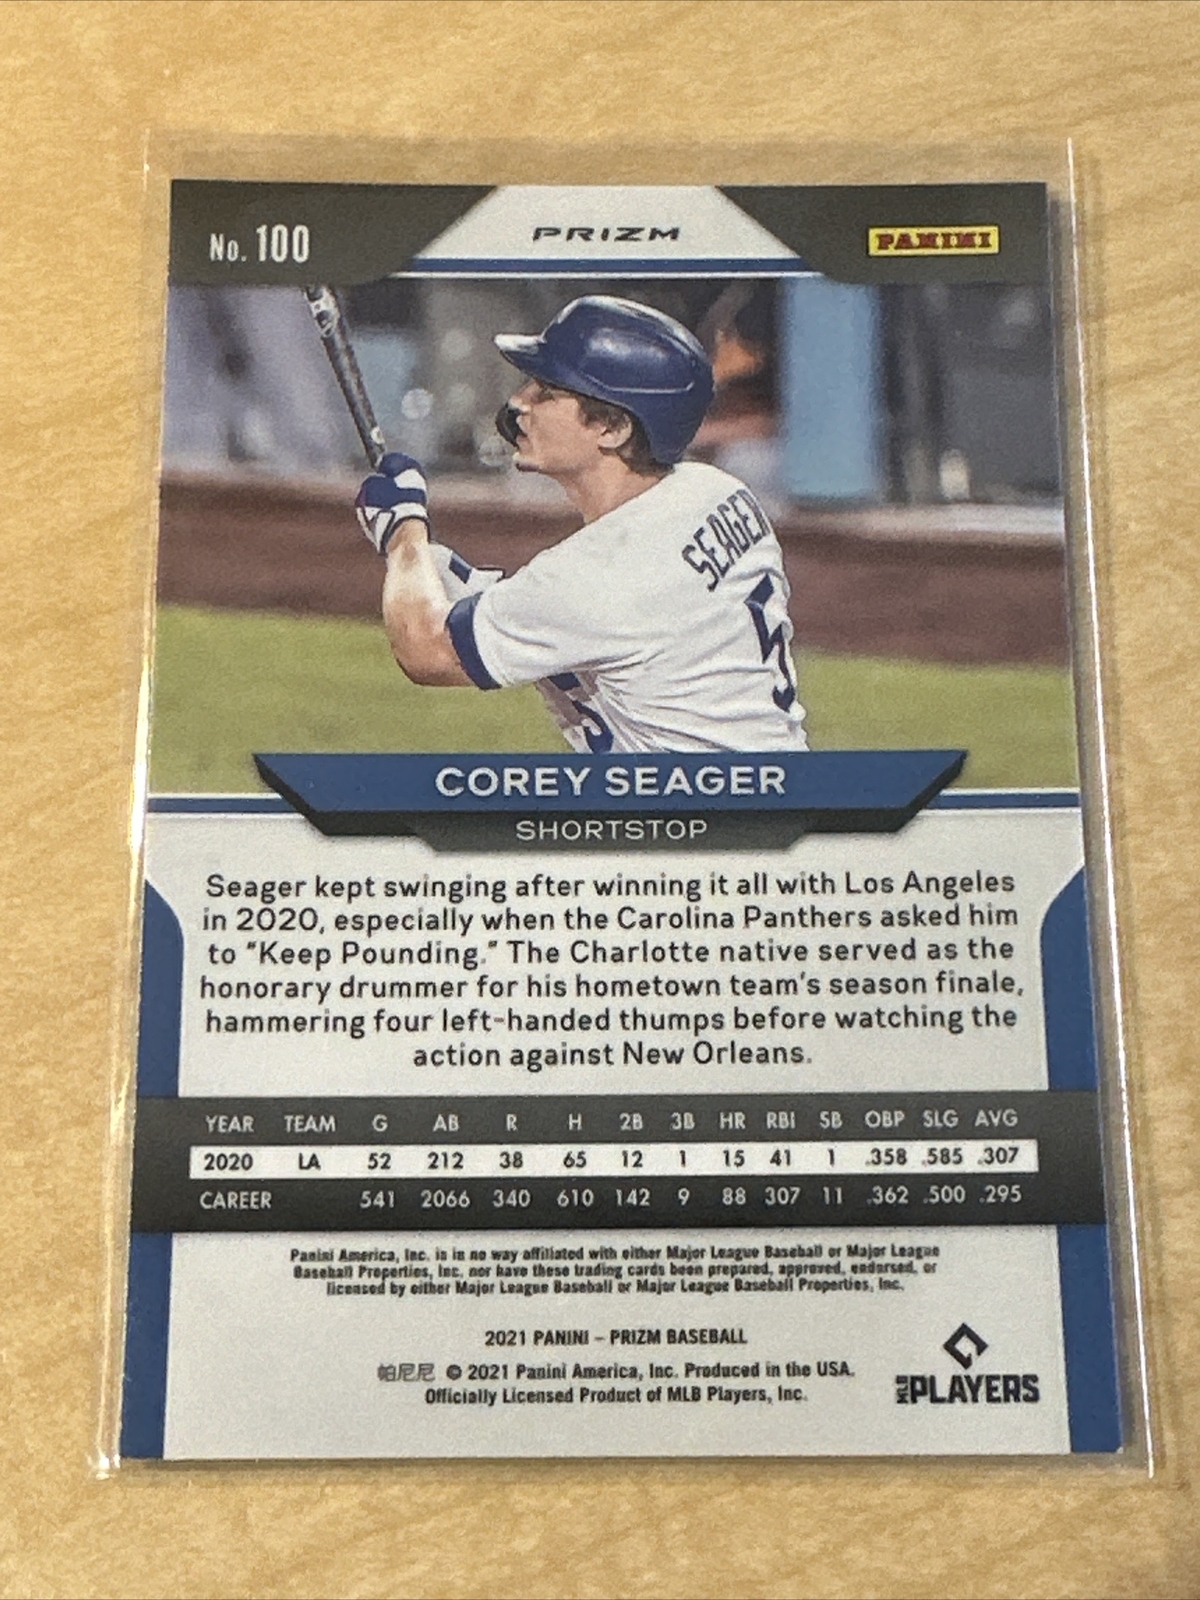 No. 100
PRIZM
PANINI
SEAGER
5
5
COREY SEAGER
SHORTSTOP
Seager kept swinging after winning it all with Los Angeles
in 2020, especially when the Carolina Panthers asked him
to "Keep Pounding." The Charlotte native served as the
honorary drummer for his hometown team's season finale,
hammering four left-handed thumps before watching the
action against New Orleans.
YEAR TEAM G AB R H 2B 3B HR RBI SB OBP SLG AVG
2020 LA 52 212 38 65 12 1 15 41 1 .358 .585 .307
CAREER 541 2066 340 610 142 9 88 307 11 .362 .500 .295
Panini America, Inc. is in no way affiliated with either Major League Baseball or Major League
Baseball Properties, Inc. nor have these trading cards been prepared, approved, endorsed, or
licensed by either Major League Baseball or Major League Baseball Properties, Inc.
2021 PANINI – PRIZM BASEBALL
帕尼尼 © 2021 Panini America, Inc. Produced in the USA.
Officially Licensed Product of MLB Players, Inc.
MLB PLAYERS